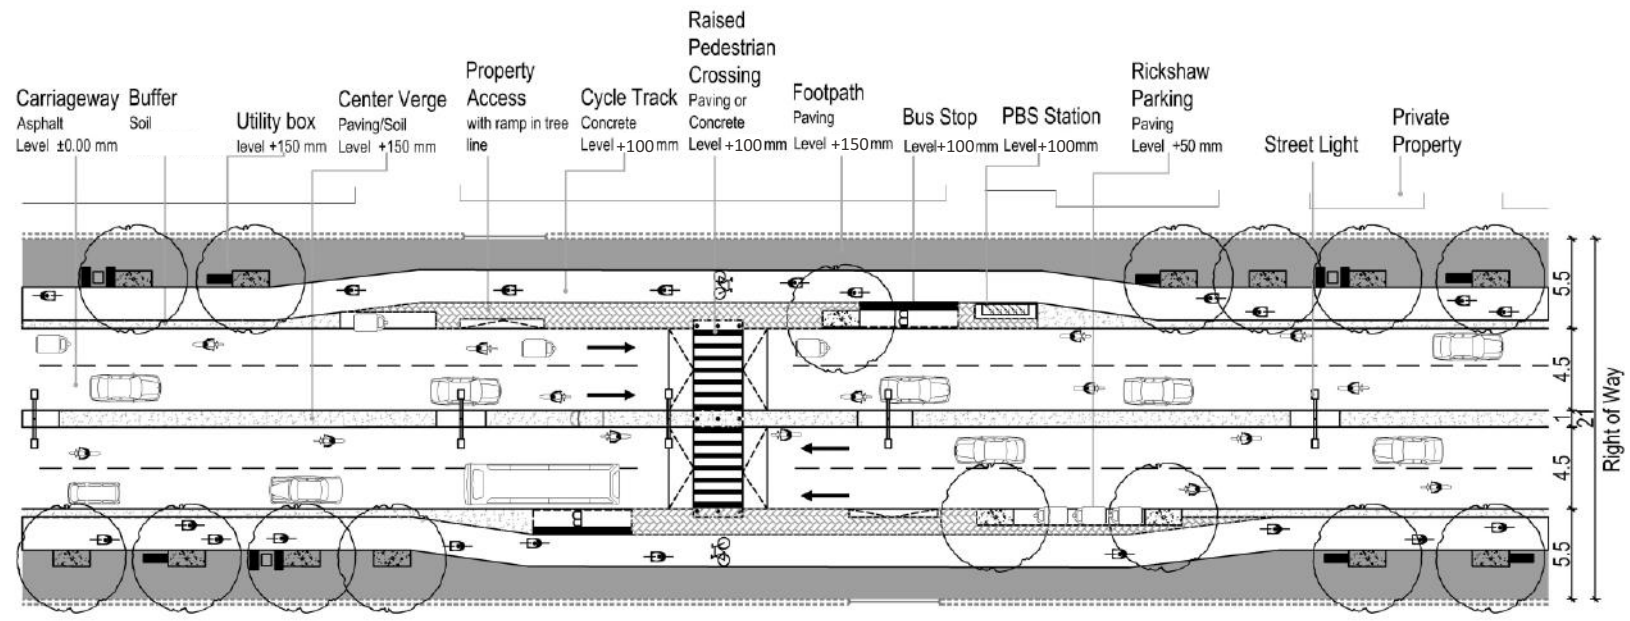 Carriageway
Asphalt
Level ±0.00 mm
Buffer
Soil
Utility box
level +150 mm
Center Verge
Paving/Soil
Level +150 mm
Property
Access
with ramp in tree
line
Cycle Track
Concrete
Level +100 mm
Raised
Pedestrian
Crossing
Paving or
Concrete
Level +100 mm
Footpath
Paving
Level +150 mm
Bus Stop
Level+100mm
PBS Station
Level+100mm
Rickshaw
Parking
Paving
Level +50 mm
Street Light
Private
Property
5.5
4.5
1
4.5
5.5
21
Right of Way